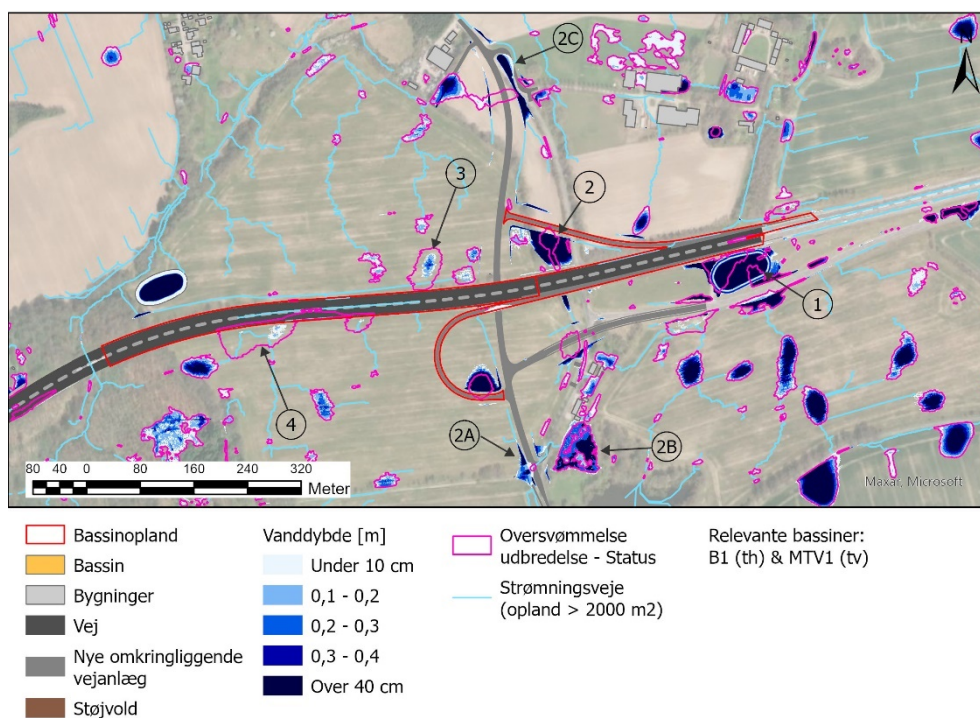 2C
N
3
2
1
4
2A
2B
80 40 0 80 160 240 320
Meter
Maxar, Microsoft
Bassinopland
Bassin
Bygninger
Vej
Nye omkringliggende
vejanlæg
Støjvold
Vanddybde [m]
Under 10 cm
0,1 - 0,2
0,2 - 0,3
0,3 - 0,4
Over 40 cm
Oversvømmelse
udbredelse - Status
Strømningsveje
(opland > 2000 m2)
Relevante bassiner:
B1 (th) & MTV1 (tv)